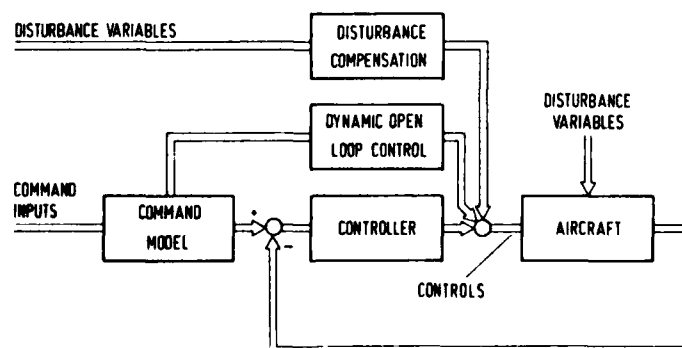 DISTURBANCE VARIABLES
DISTURBANCE
COMPENSATION
DISTURBANCE
VARIABLES
DYNAMIC OPEN
LOOP CONTROL
COMMAND
INPUTS
COMMAND
MODEL
+
-
CONTROLLER
AIRCRAFT
CONTROLS